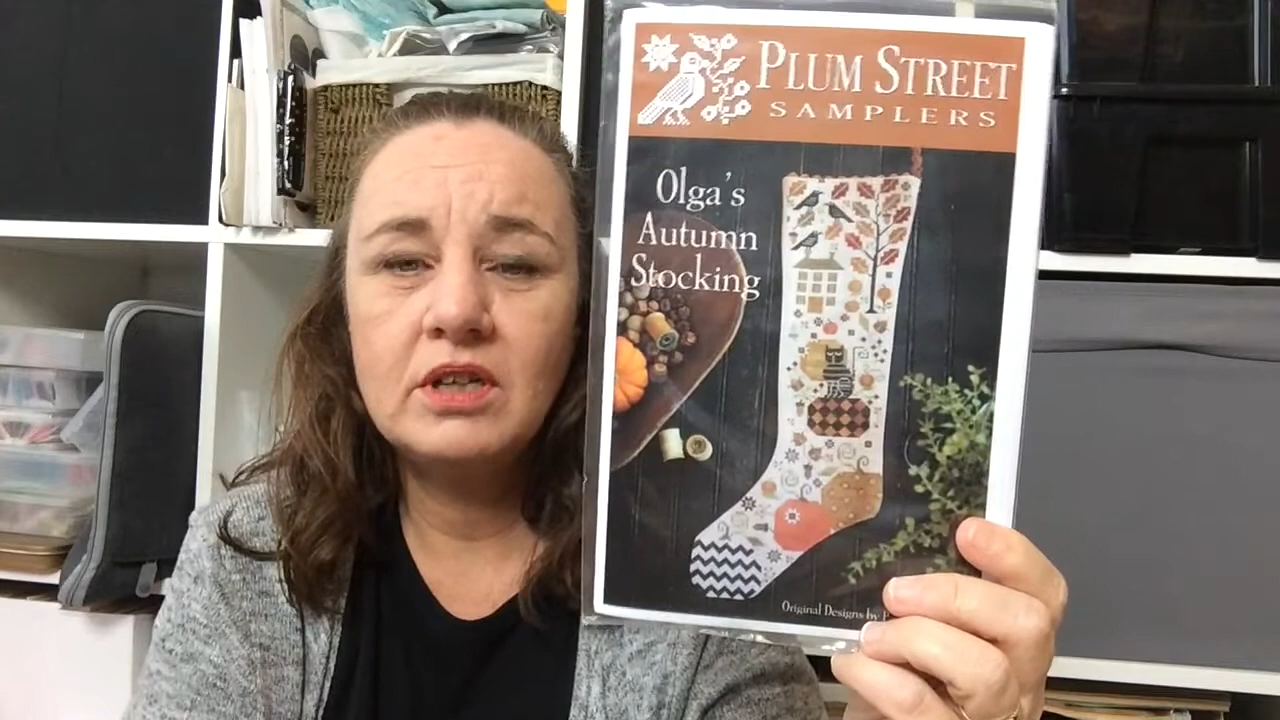 PLUM STREET
SAMPLERS
Olga's
Autumn
Stocking
Original Designs by